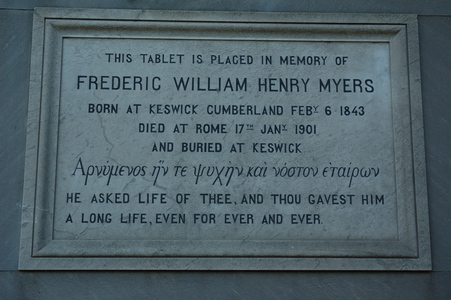 THIS TABLET IS PLACED IN MEMORY OF
FREDERIC WILLIAM HENRY MYERS
BORN AT KESWICK CUMBERLAND FEBY. 6 1843
DIED AT ROME 17TH JANY. 1901
AND BURIED AT KESWICK.
Αρνύμενος ἥν τε ψυχὴν καὶ νόστον ἑταίρων
HE ASKED LIFE OF THEE, AND THOU GAVEST HIM
A LONG LIFE, EVEN FOR EVER AND EVER.